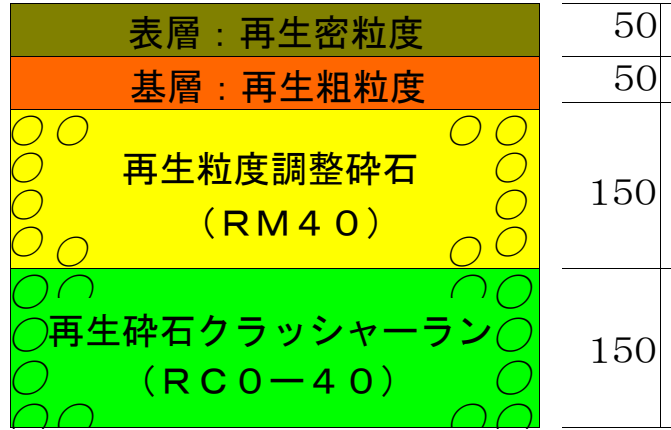 表層：再生密粒度
50
基層：再生粗粒度
50
再生粒度調整砕石
（ＲＭ４０）
150
再生砕石クラッシャーラン
（ＲＣ０－４０）
150